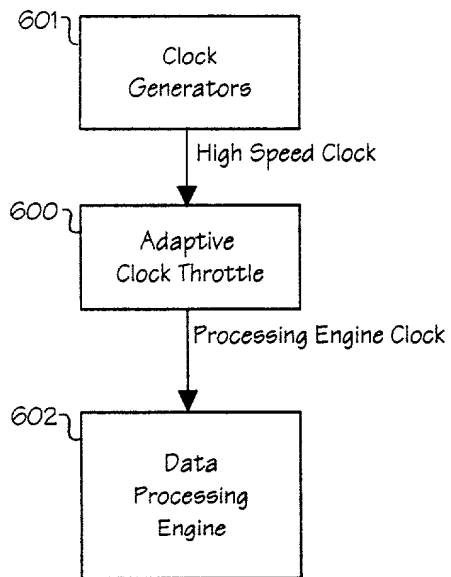 601
Clock
Generators
High Speed Clock
600
Adaptive
Clock Throttle
Processing Engine Clock
602
Data
Processing
Engine